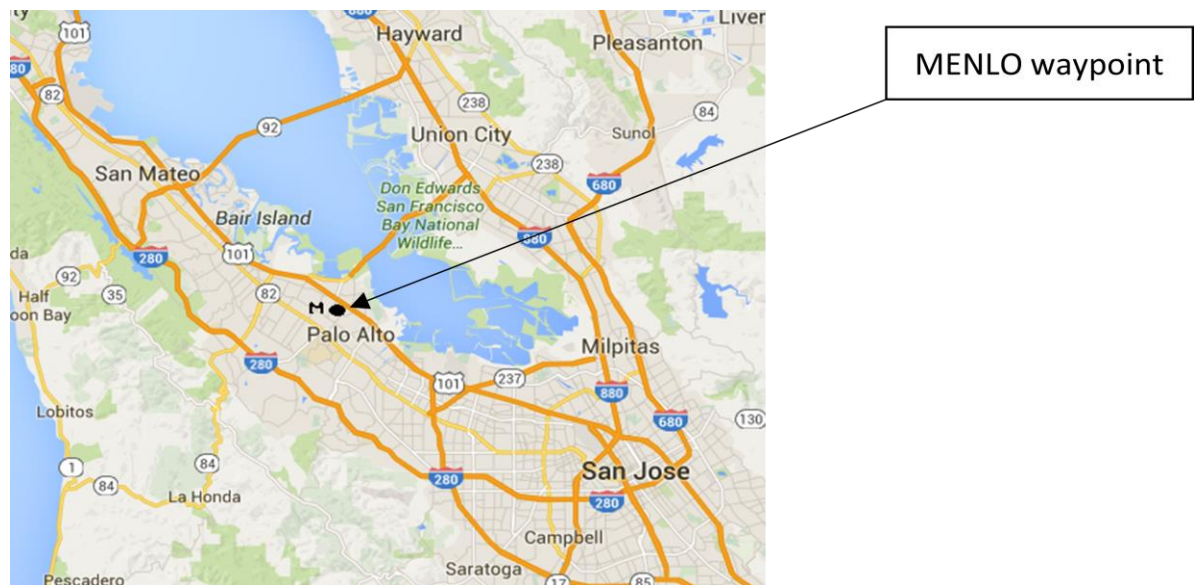 101
680
Hayward
Liver
Pleasanton
MENLO waypoint
80
82
238
84
92
Union City
Sunol
238
San Mateo
680
Don Edwards
San Francisco
Bay National
Wildlife...
Bair Island
880
101
280
da
92
35
82
Half
oon Bay
M
Palo Alto
Milpitas
280
237
101
880
Lobitos
680
130
84
1
84
La Honda
280
San Jose
280
Campbell
Saratoga
17
85
Pescadero